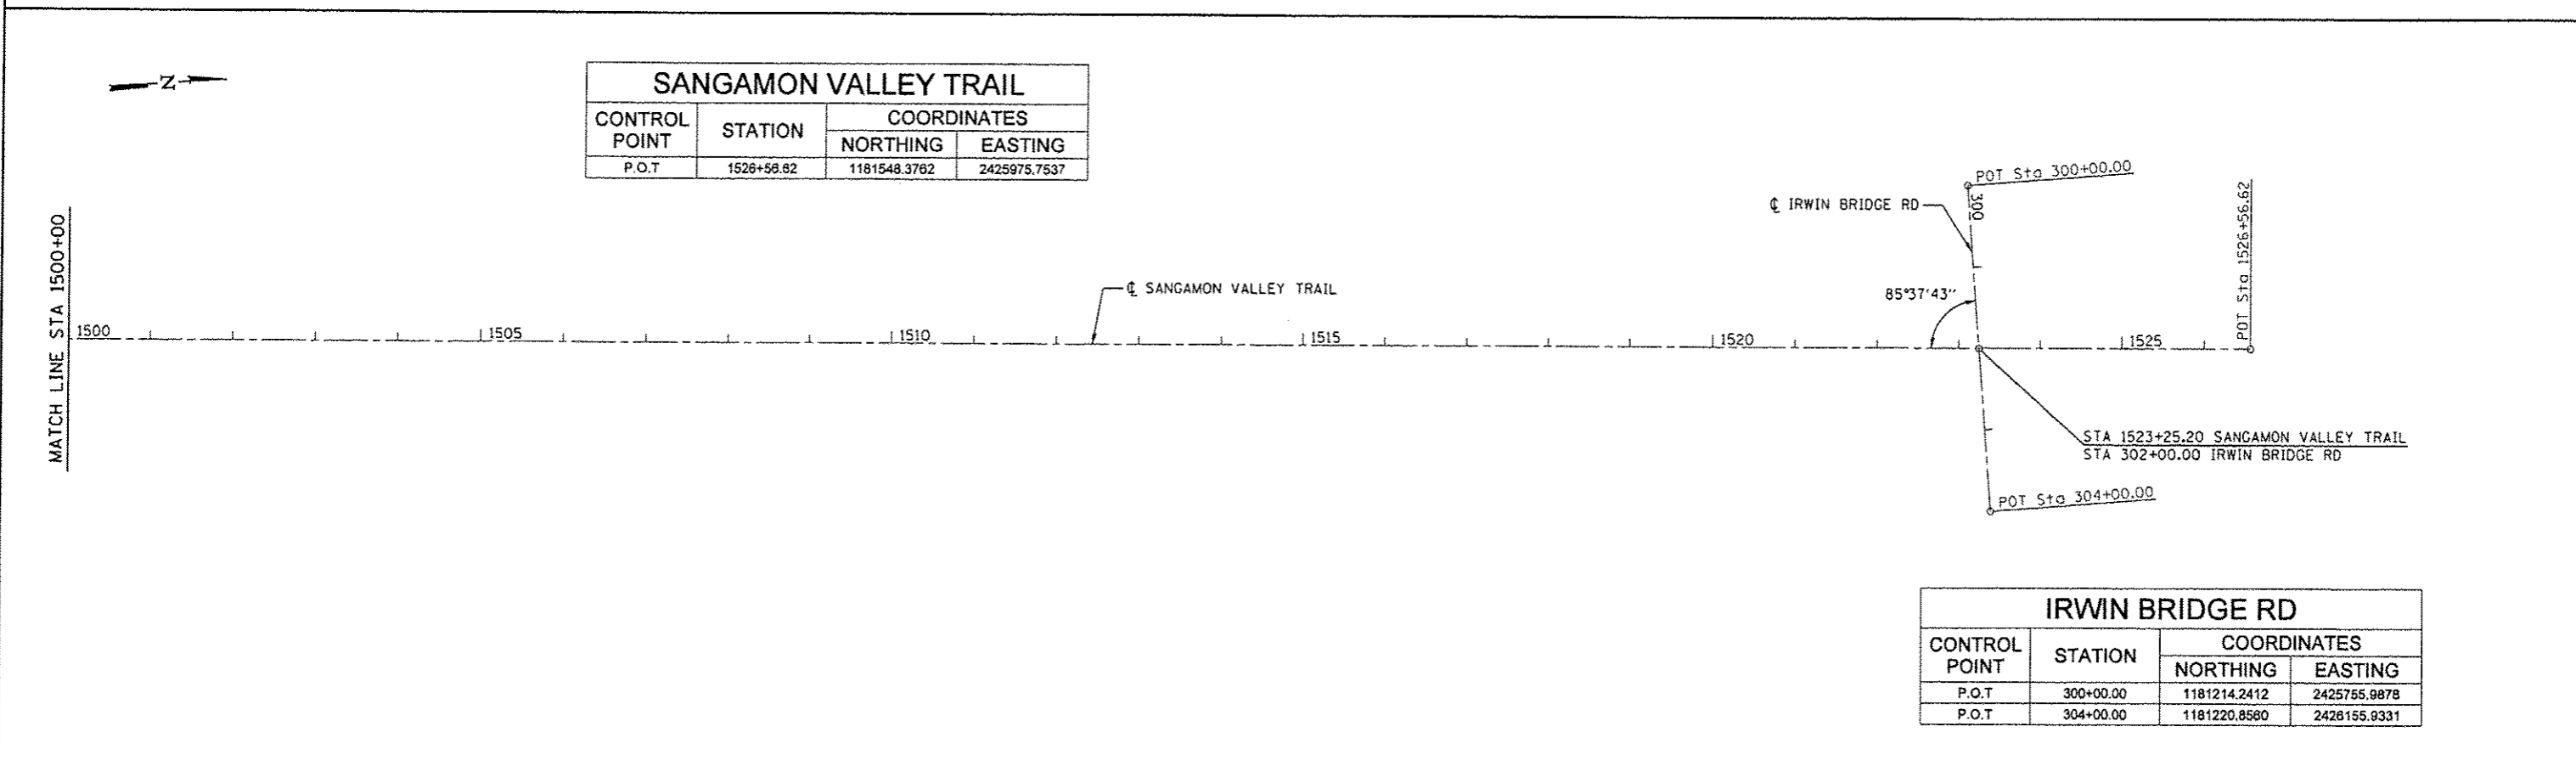 Z
SANGAMON VALLEY TRAIL
CONTROL POINT STATION COORDINATES
NORTHING EASTING
P.O.T 1526+56.62 1181548.3762 2425975.7537
MATCH LINE STA 1500+00
1500 1505 1510 1515 1520 1525
℄ SANGAMON VALLEY TRAIL
℄ IRWIN BRIDGE RD
POT Sta 300+00.00
300
85°37'43"
POT Sta 1526+56.62
STA 1523+25.20 SANGAMON VALLEY TRAIL
STA 302+00.00 IRWIN BRIDGE RD
POT Sta 304+00.00
IRWIN BRIDGE RD
CONTROL POINT STATION COORDINATES
NORTHING EASTING
P.O.T 300+00.00 1181214.2412 2425755.9878
P.O.T 304+00.00 1181220.8560 2426155.9331